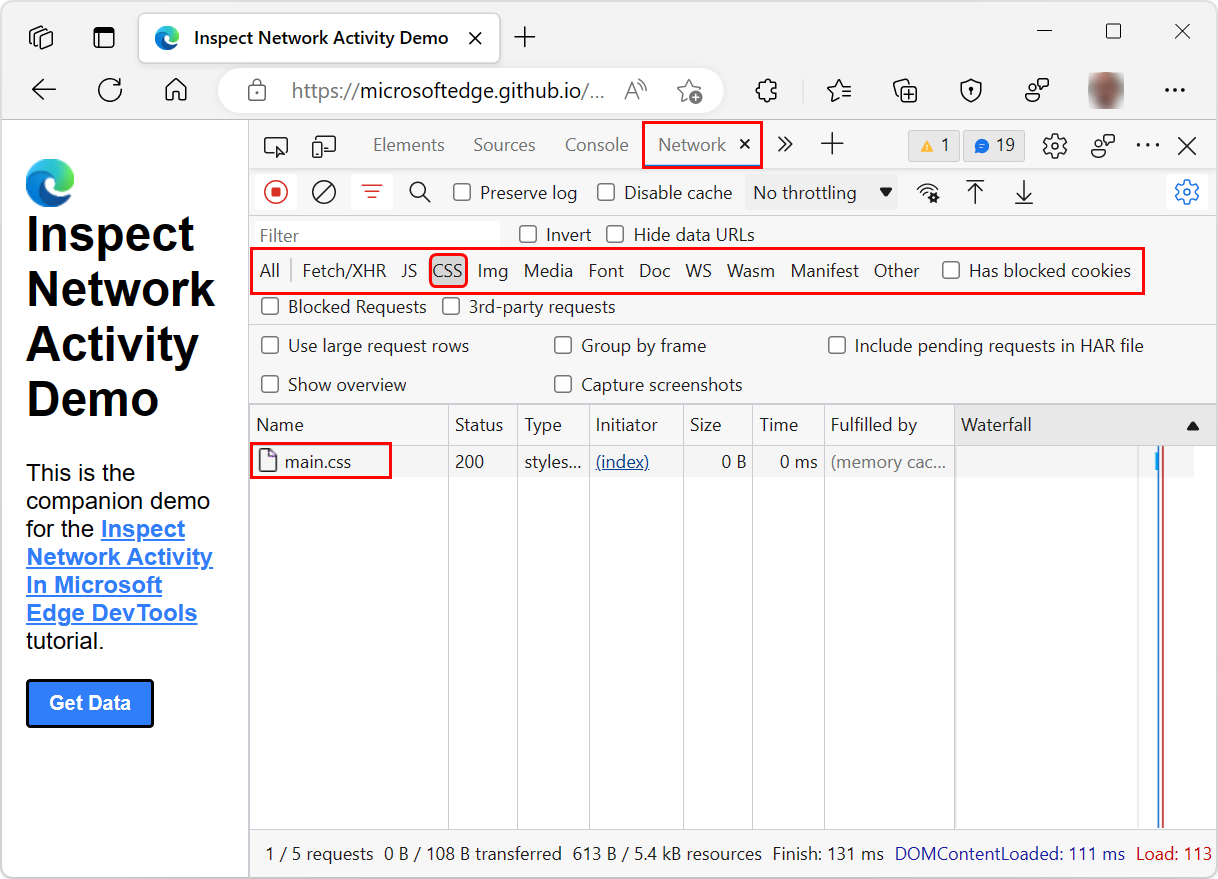 Inspect Network Activity Demo
https://microsoftedge.github.io/...
Inspect
Network
Activity
Demo
This is the
companion demo
for the Inspect
Network Activity
In Microsoft
Edge DevTools
tutorial.
Get Data
Elements Sources Console Network 1 19
Preserve log Disable cache No throttling
Filter Invert Hide data URLs
All Fetch/XHR JS CSS Img Media Font Doc WS Wasm Manifest Other Has blocked cookies
Blocked Requests 3rd-party requests
Use large request rows Group by frame Include pending requests in HAR file
Show overview Capture screenshots
Name Status Type Initiator Size Time Fulfilled by Waterfall
main.css 200 styles... (index) 0 B 0 ms (memory cac...
1 / 5 requests 0 B / 108 B transferred 613 B / 5.4 kB resources Finish: 131 ms DOMContentLoaded: 111 ms Load: 113